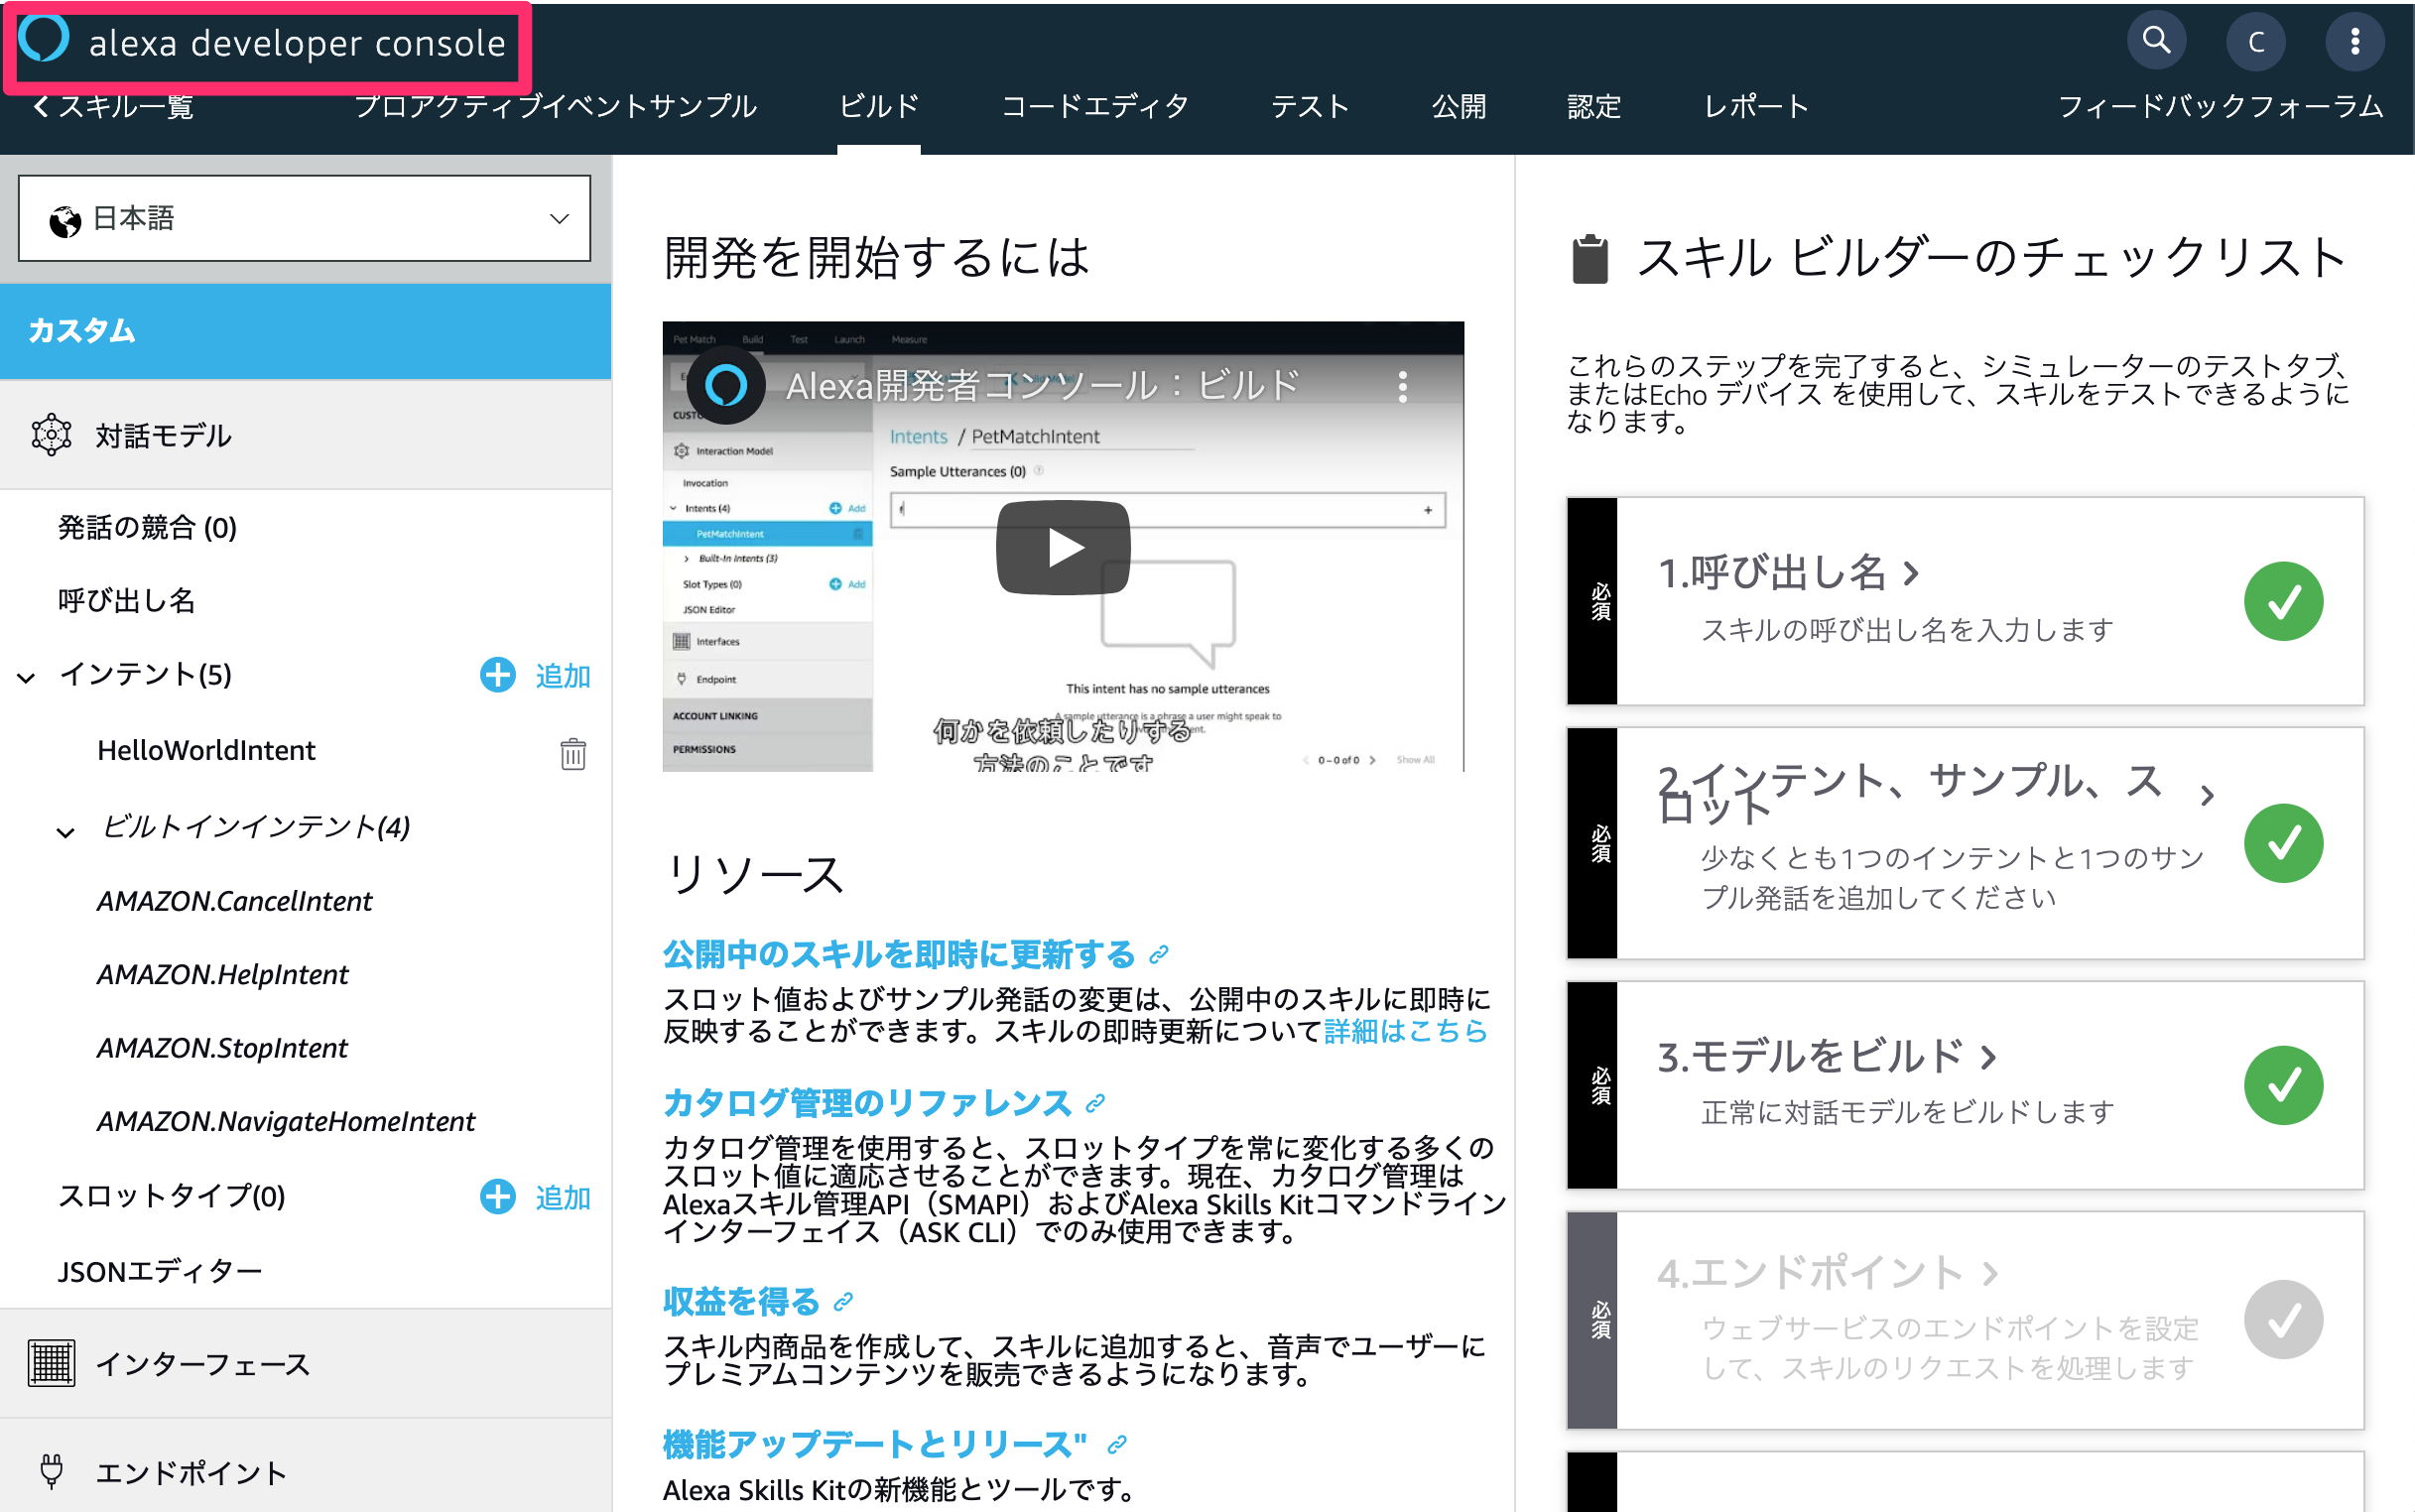 alexa developer console
C
スキル一覧
プロアクティブイベントサンプル
ビルド
コードエディタ
テスト
公開
認定
レポート
フィードバックフォーラム
日本語
カスタム
対話モデル
発話の競合 (0)
呼び出し名
インテント(5)
追加
HelloWorldIntent
ビルトインインテント(4)
AMAZON.CancelIntent
AMAZON.HelpIntent
AMAZON.StopIntent
AMAZON.NavigateHomeIntent
スロットタイプ(0)
追加
JSONエディター
インターフェース
エンドポイント
開発を開始するには
Pet Match
Build
Test
Launch
Measure
Alexa開発者コンソール：ビルド
Interaction Model
Invocation
Intents (4)
Add
PetMatchIntent
Built-In Intents (3)
Slot Types (0)
Add
JSON Editor
Interfaces
Endpoint
ACCOUNT LINKING
PERMISSIONS
Intents / PetMatchIntent
Sample Utterances (0)
This intent has no sample utterances
A sample utterance is a phrase a user might speak to
何かを依頼したりする
方法のことです
0 – 0 of 0
Show All
リソース
公開中のスキルを即時に更新する
スロット値およびサンプル発話の変更は、公開中のスキルに即時に
反映することができます。スキルの即時更新について詳細はこちら
カタログ管理のリファレンス
カタログ管理を使用すると、スロットタイプを常に変化する多くの
スロット値に適応させることができます。現在、カタログ管理は
Alexaスキル管理API（SMAPI）およびAlexa Skills Kitコマンドライン
インターフェイス（ASK CLI）でのみ使用できます。
収益を得る
スキル内商品を作成して、スキルに追加すると、音声でユーザーに
プレミアムコンテンツを販売できるようになります。
機能アップデートとリリース"
Alexa Skills Kitの新機能とツールです。
スキル ビルダーのチェックリスト
これらのステップを完了すると、シミュレーターのテストタブ、
またはEcho デバイス を使用して、スキルをテストできるように
なります。
必須
1.呼び出し名
スキルの呼び出し名を入力します
必須
2.インテント、サンプル、ス
ロット
少なくとも1つのインテントと1つのサン
プル発話を追加してください
必須
3.モデルをビルド
正常に対話モデルをビルドします
必須
4.エンドポイント
ウェブサービスのエンドポイントを設定
して、スキルのリクエストを処理します